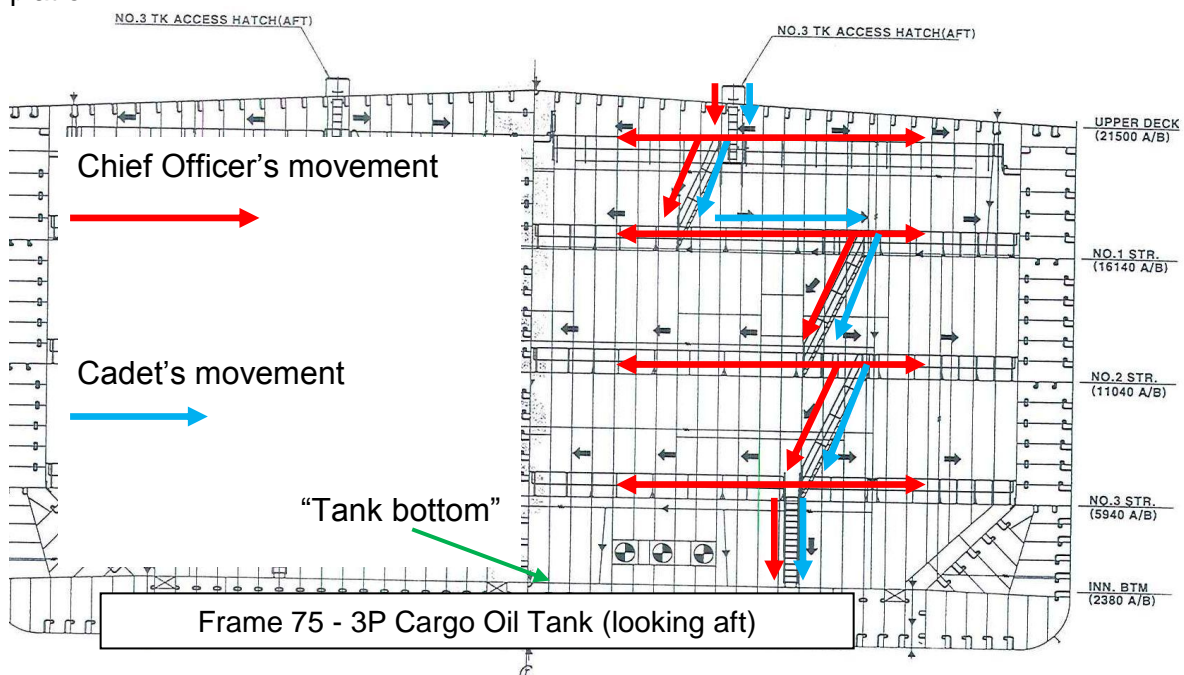 NO.3 TK ACCESS HATCH(AFT)
NO.3 TK ACCESS HATCH(AFT)
UPPER DECK
(21500 A/B)
Chief Officer's movement
NO.1 STR.
(16140 A/B)
Cadet's movement
NO.2 STR.
(11040 A/B)
"Tank bottom"
NO.3 STR.
(5940 A/B)
INN. BTM
(2380 A/B)
Frame 75 - 3P Cargo Oil Tank (looking aft)